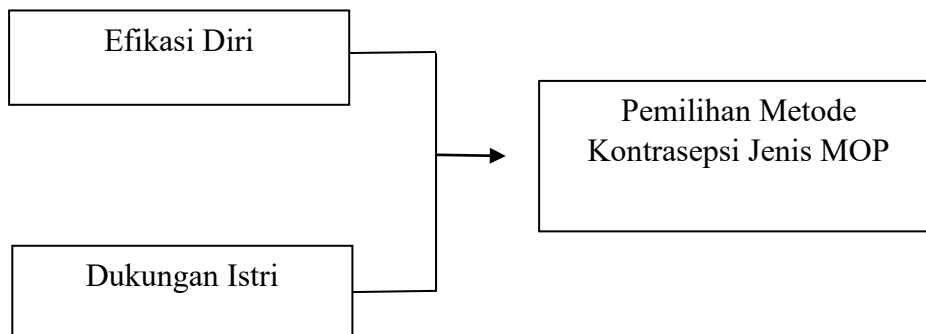 Efikasi Diri
Pemilihan Metode
Kontrasepsi Jenis MOP
Dukungan Istri